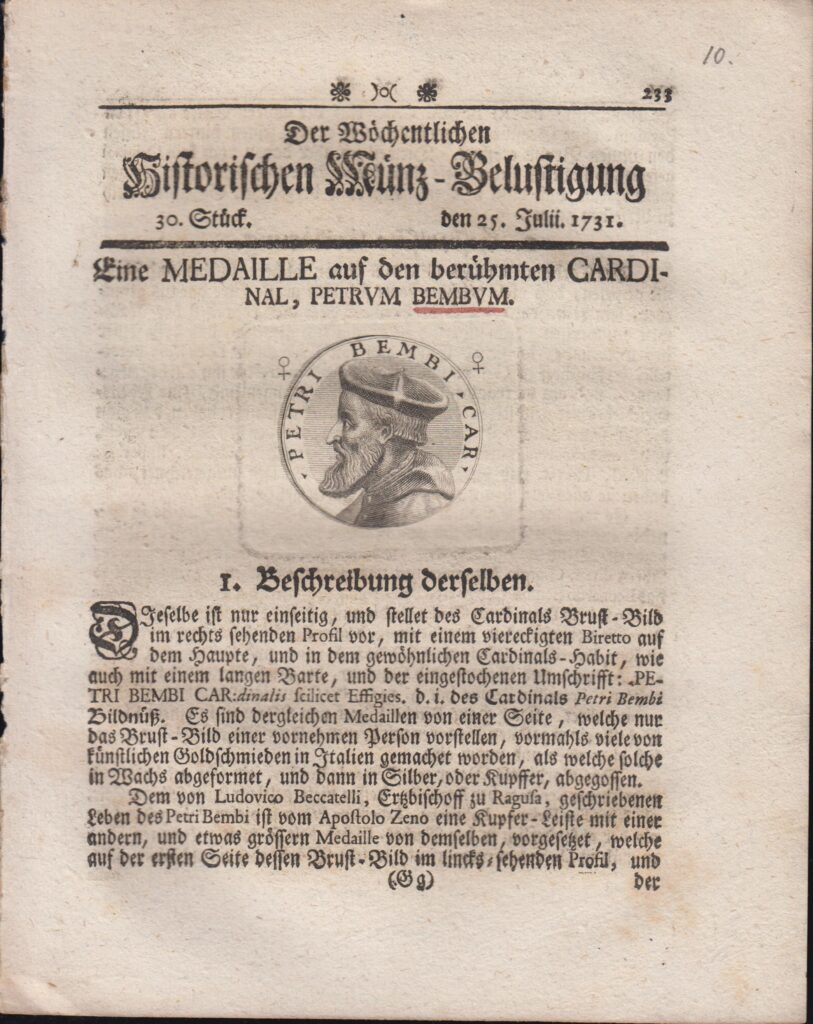 10.
233
Der Wöchentlichen
Historischen Münz-Belustigung
30. Stück. den 25. Julii. 1731.
Eine MEDAILLE auf den berühmten CARDI-
NAL, PETRVM BEMBVM.
· PETRI BEMBI · CAR ·
1. Beschreibung derselben.
DIeselbe ist nur einseitig, und stellet des Cardinals Brust-Bild
im rechts sehenden Profil vor, mit einem viereckigten Biretto auf
dem Haupte, und in dem gewöhnlichen Cardinals-Habit, wie
auch mit einem langen Barte, und der eingestochenen Umschrifft: .PE-
TRI BEMBI CAR:dinalis scilicet Effigies. d. i. des Cardinals Petri Bembi
Bildnüß. Es sind dergleichen Medaillen von einer Seite, welche nur
das Brust-Bild einer vornehmen Person vorstellen, vormahls viele von
künstlichen Goldschmieden in Italien gemachet worden, als welche solche
in Wachs abgeformet, und dann in Silber, oder Kupffer, abgegossen.
Dem von Ludovico Beccatelli, Ertzbischoff zu Ragusa, geschriebenen
Leben des Petri Bembi ist vom Apostolo Zeno eine Kupfer-Leiste mit einer
andern, und etwas grössern Medaille von demselben, vorgesetzet, welche
auf der ersten Seite dessen Brust-Bild im lincks-sehenden Profil, und
(Gg) der